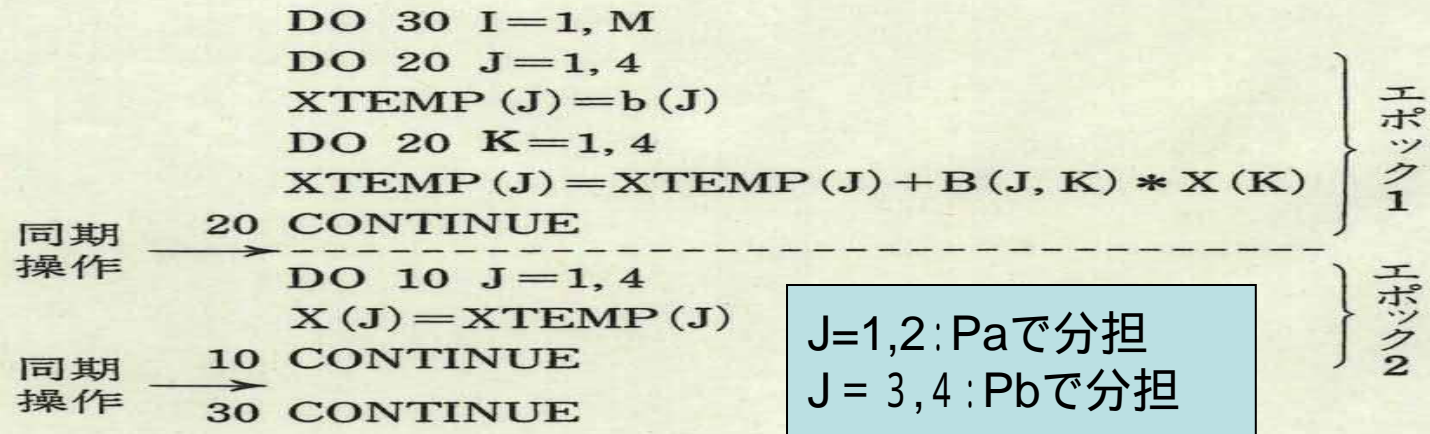 DO 30 I=1, M
DO 20 J=1, 4
XTEMP (J)=b (J)
DO 20 K=1, 4
XTEMP (J)=XTEMP (J)+B (J, K) * X (K)
20 CONTINUE
エポック1
同期
操作
DO 10 J=1, 4
X (J)=XTEMP (J)
10 CONTINUE
エポック2
同期
操作
30 CONTINUE
J=1,2:Paで分担
J = 3,4:Pbで分担